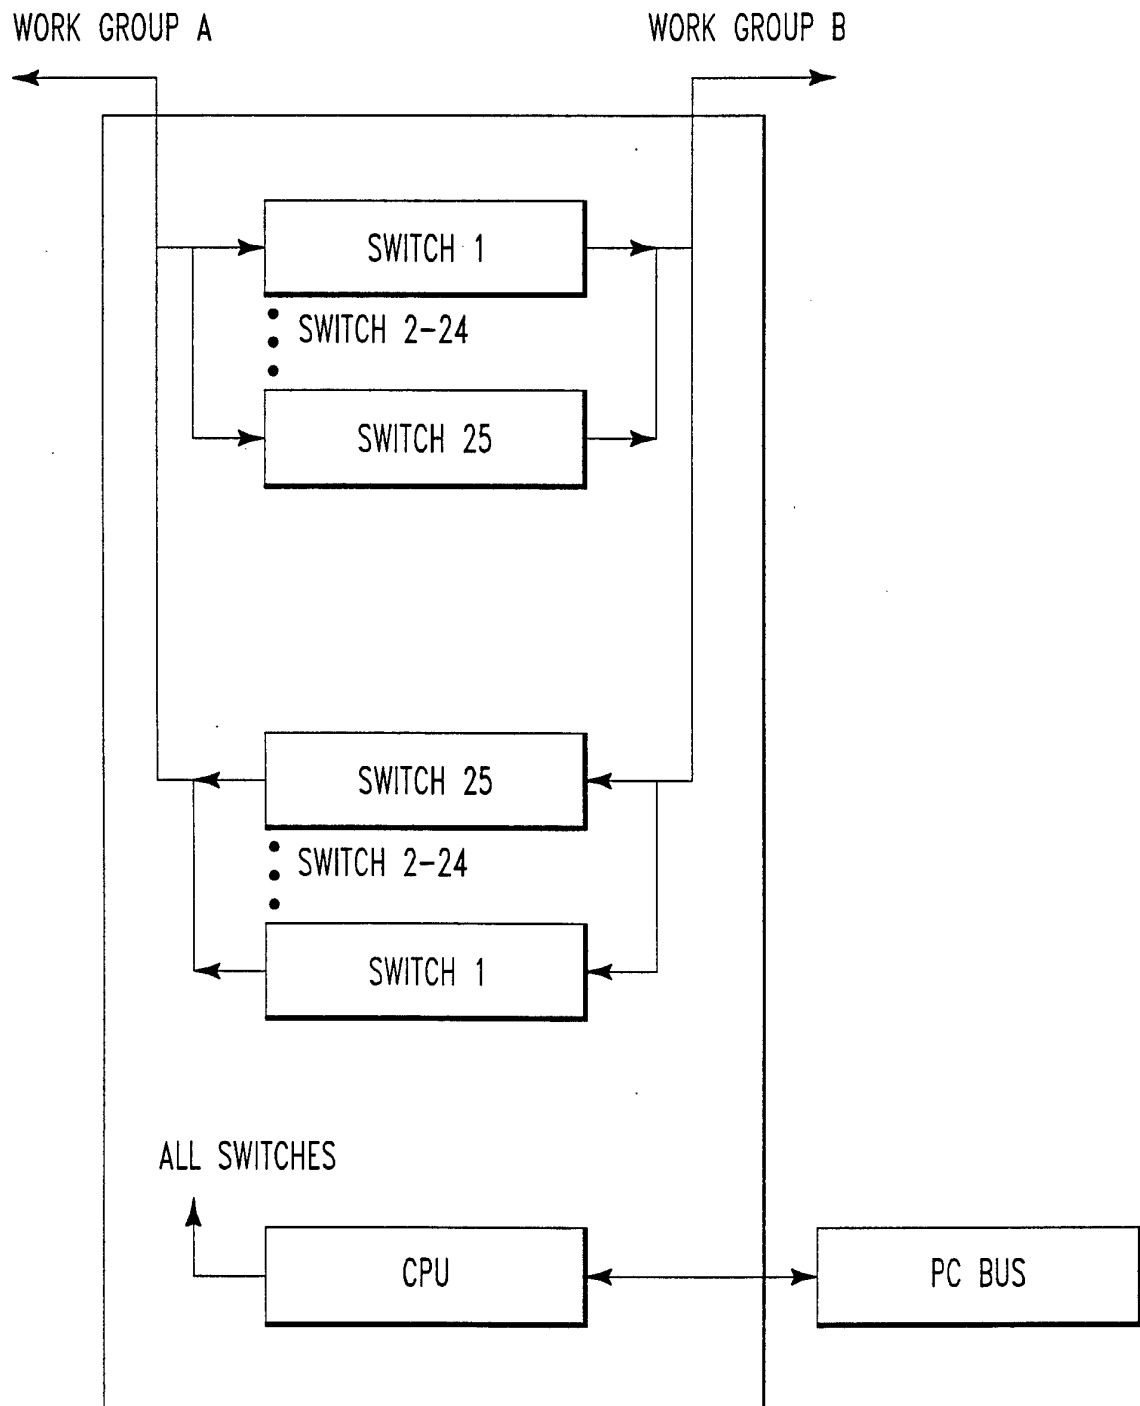 WORK GROUP A
WORK GROUP B
SWITCH 1
SWITCH 2-24
SWITCH 25
SWITCH 25
SWITCH 2-24
SWITCH 1
ALL SWITCHES
CPU
PC BUS